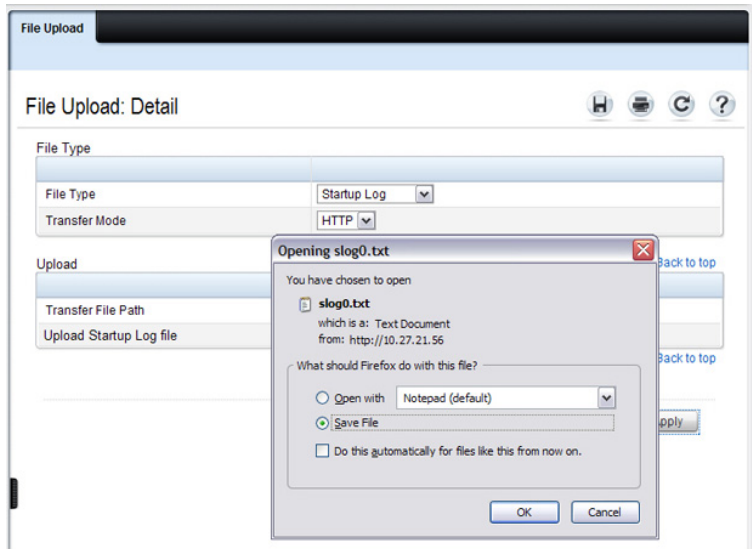 File Upload
File Upload: Detail
File Type
File Type
Startup Log
Transfer Mode
HTTP
Upload
Back to top
Transfer File Path
Upload Startup Log file
Back to top
Opening slog0.txt
You have chosen to open
slog0.txt
which is a: Text Document
from: http://10.27.21.56
What should Firefox do with this file?
Open with
Notepad (default)
Save File
Do this automatically for files like this from now on.
OK
Cancel
pply